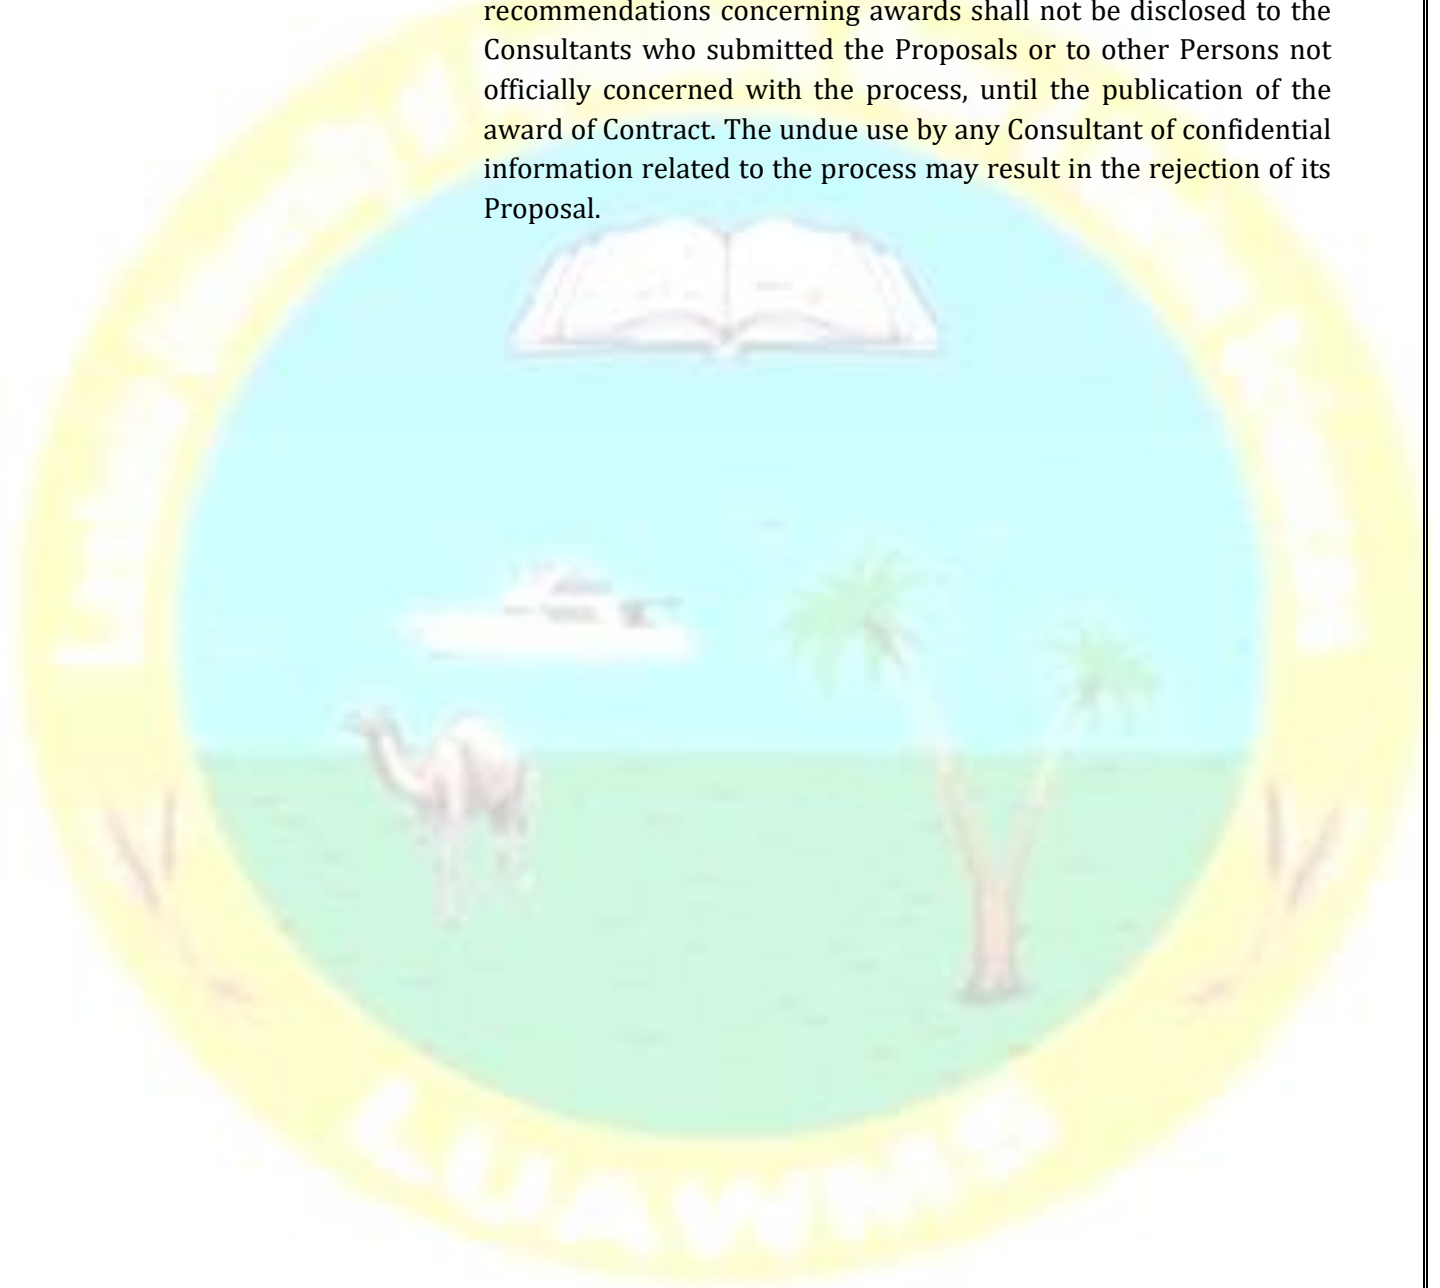 recommendations concerning awards shall not be disclosed to the
Consultants who submitted the Proposals or to other Persons not
officially concerned with the process, until the publication of the
award of Contract. The undue use by any Consultant of confidential
information related to the process may result in the rejection of its
Proposal.
LUAWMS